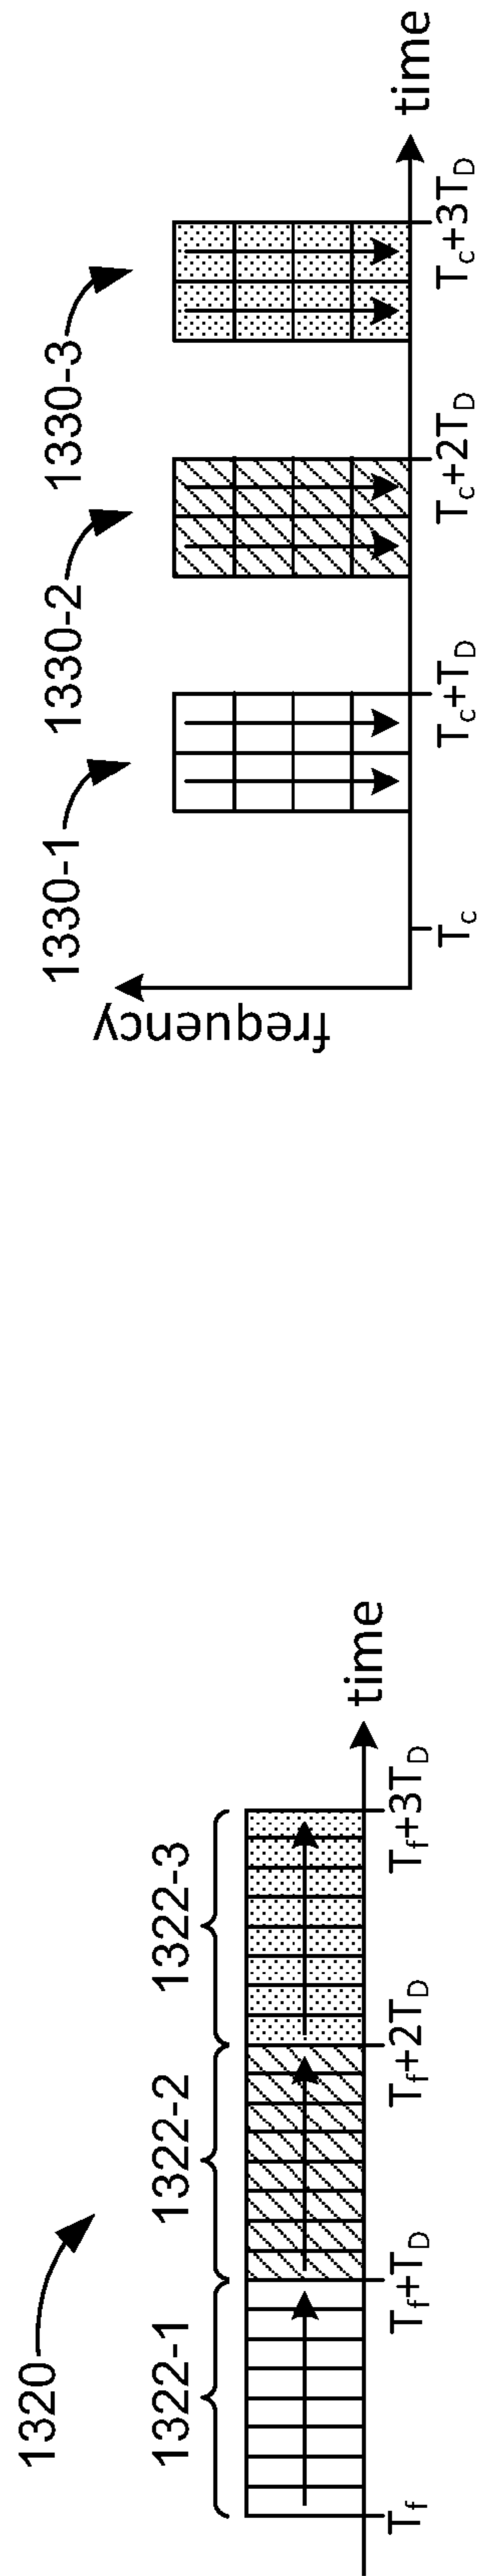 1320
1322-1
1322-2
1322-3
T_f
T_f+T_D
T_f+2T_D
T_f+3T_D
time
1330-1
1330-2
1330-3
frequency
T_c
T_c+T_D
T_c+2T_D
T_c+3T_D
time